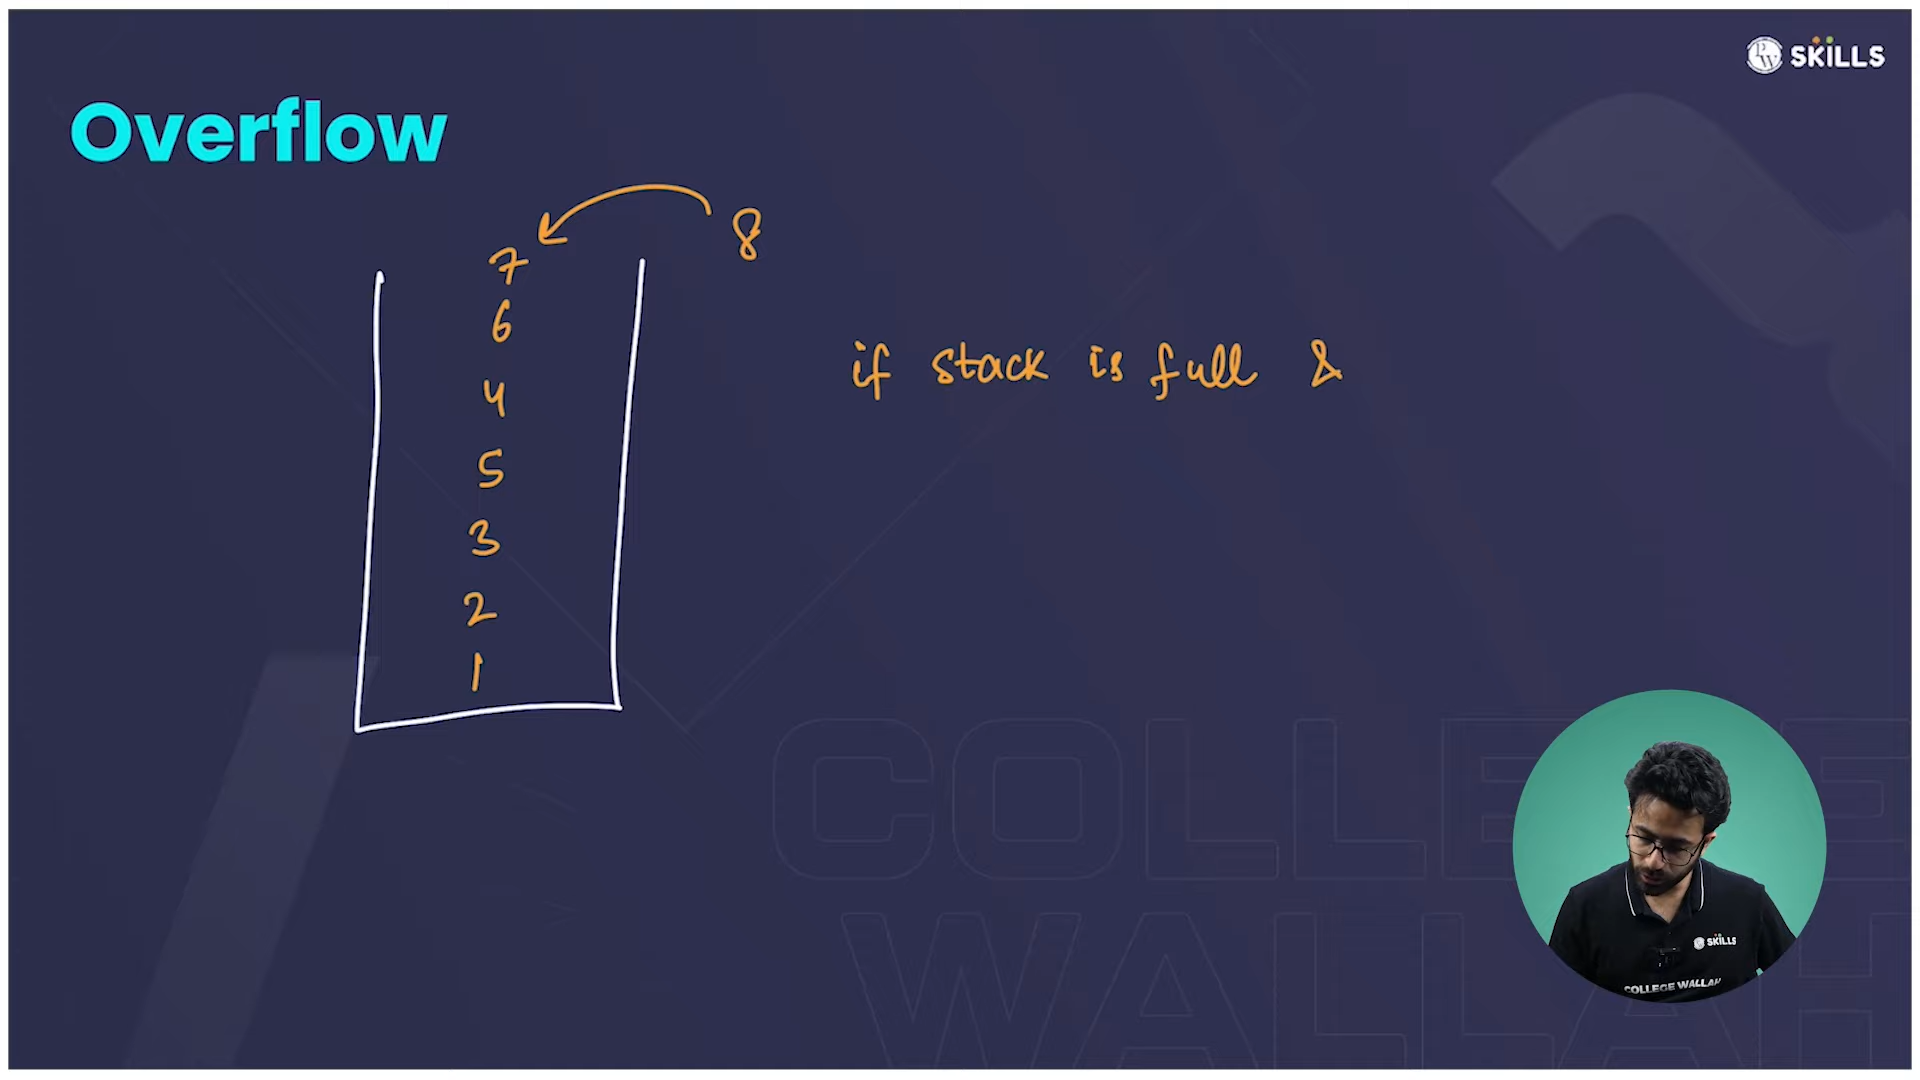 PW SKILLS
Overflow
8
7
6
4
5
3
2
1
if stack is full &
COLLEGE
WALLAH
SKILLS
COLLEGE WALLAH